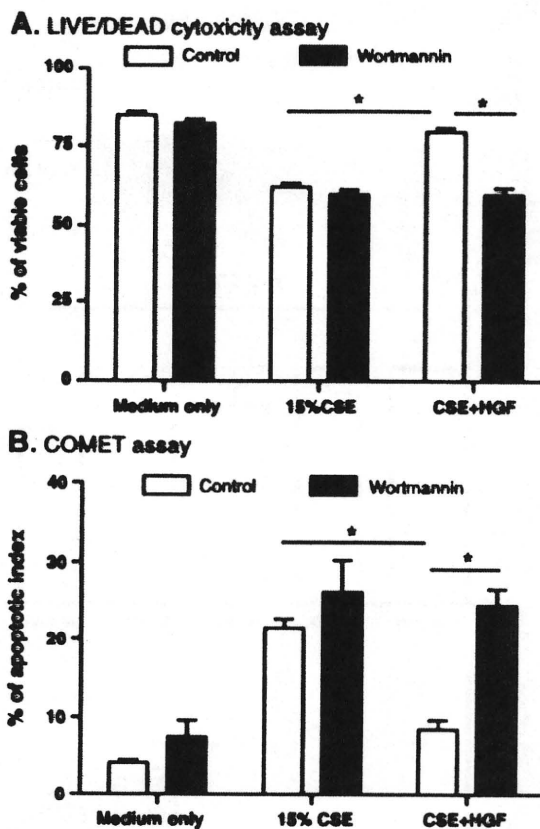 A. LIVE/DEAD cytoxicity assay
Control Wortmannin
100
75
50
25
0
% of viable cells
* *
Medium only 15%CSE CSE+HGF
B. COMET assay
Control Wortmannin
40
30
20
10
0
% of apoptotic index
* *
Medium only 15% CSE CSE+HGF